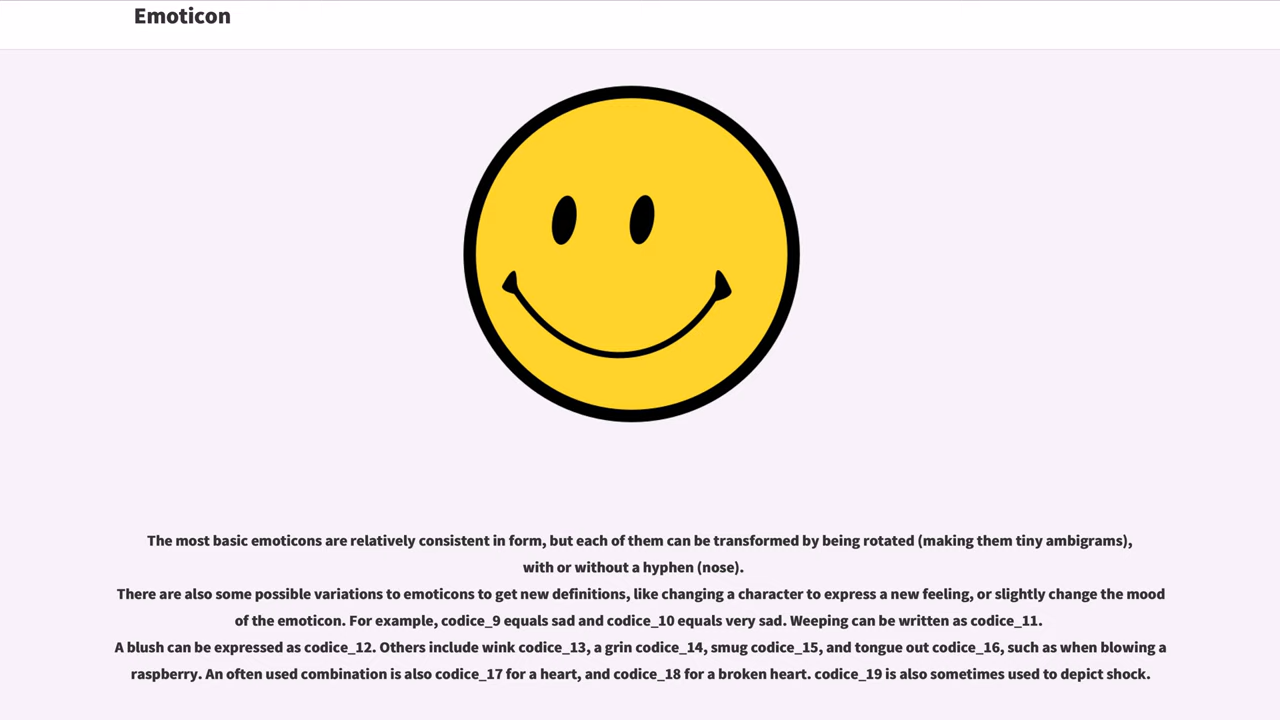 Emoticon
The most basic emoticons are relatively consistent in form, but each of them can be transformed by being rotated (making them tiny ambigrams),
with or without a hyphen (nose).
There are also some possible variations to emoticons to get new definitions, like changing a character to express a new feeling, or slightly change the mood
of the emoticon. For example, codice_9 equals sad and codice_10 equals very sad. Weeping can be written as codice_11.
A blush can be expressed as codice_12. Others include wink codice_13, a grin codice_14, smug codice_15, and tongue out codice_16, such as when blowing a
raspberry. An often used combination is also codice_17 for a heart, and codice_18 for a broken heart. codice_19 is also sometimes used to depict shock.